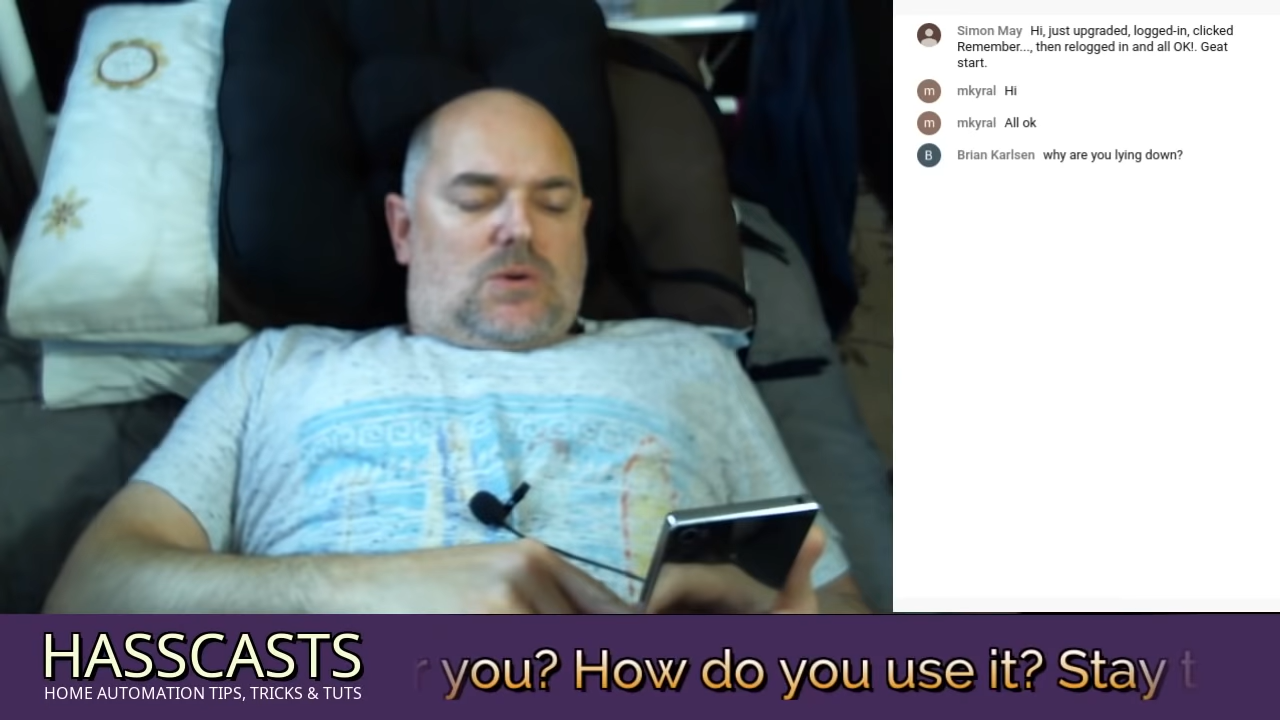 Simon May Hi, just upgraded, logged-in, clicked
Remember..., then relogged in and all OK!. Geat
start.
m mkyral Hi
m mkyral All ok
B Brian Karlsen why are you lying down?
HASSCASTS
HOME AUTOMATION TIPS, TRICKS & TUTS
r you? How do you use it? Stay t